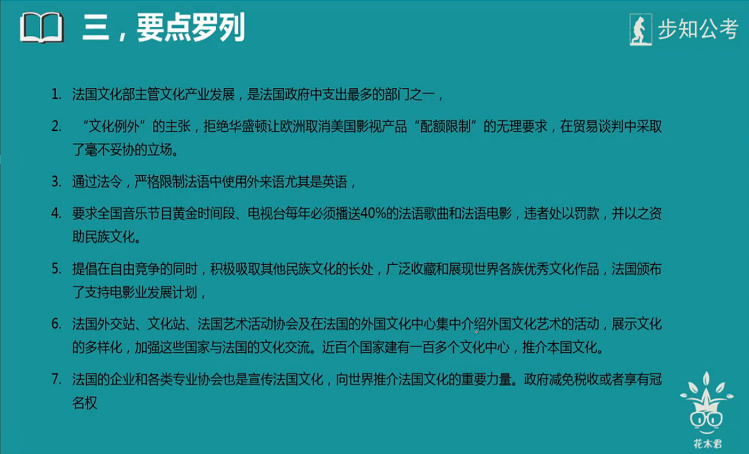 三，要点罗列
步知公考
1. 法国文化部主管文化产业发展，是法国政府中支出最多的部门之一，
2. “文化例外”的主张，拒绝华盛顿让欧洲取消美国影视产品“配额限制”的无理要求，在贸易谈判中采取
了毫不妥协的立场。
3. 通过法令，严格限制法语中使用外来语尤其是英语，
4. 要求全国音乐节目黄金时间段、电视台每年必须播送40%的法语歌曲和法语电影，违者处以罚款，并以之资
助民族文化。
5. 提倡在自由竞争的同时，积极吸取其他民族文化的长处，广泛收藏和展现世界各族优秀文化作品，法国颁布
了支持电影业发展计划，
6. 法国外交站、文化站、法国艺术活动协会及在法国的外国文化中心集中介绍外国文化艺术的活动，展示文化
的多样化，加强这些国家与法国的文化交流。近百个国家建有一百多个文化中心，推介本国文化。
7. 法国的企业和各类专业协会也是宣传法国文化，向世界推介法国文化的重要力量。政府减免税收或者享有冠
名权
花木君